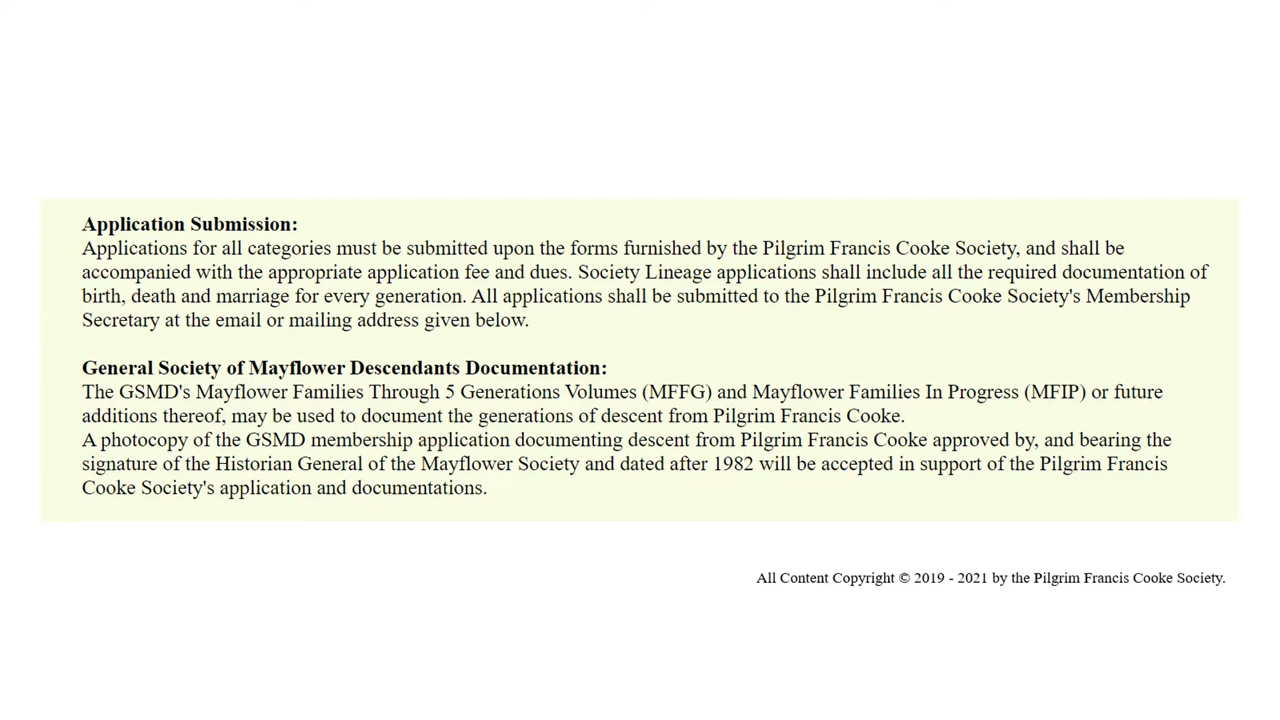 Application Submission:
Applications for all categories must be submitted upon the forms furnished by the Pilgrim Francis Cooke Society, and shall be
accompanied with the appropriate application fee and dues. Society Lineage applications shall include all the required documentation of
birth, death and marriage for every generation. All applications shall be submitted to the Pilgrim Francis Cooke Society's Membership
Secretary at the email or mailing address given below.
General Society of Mayflower Descendants Documentation:
The GSMD's Mayflower Families Through 5 Generations Volumes (MFFG) and Mayflower Families In Progress (MFIP) or future
additions thereof, may be used to document the generations of descent from Pilgrim Francis Cooke.
A photocopy of the GSMD membership application documenting descent from Pilgrim Francis Cooke approved by, and bearing the
signature of the Historian General of the Mayflower Society and dated after 1982 will be accepted in support of the Pilgrim Francis
Cooke Society's application and documentations.
All Content Copyright © 2019 - 2021 by the Pilgrim Francis Cooke Society.